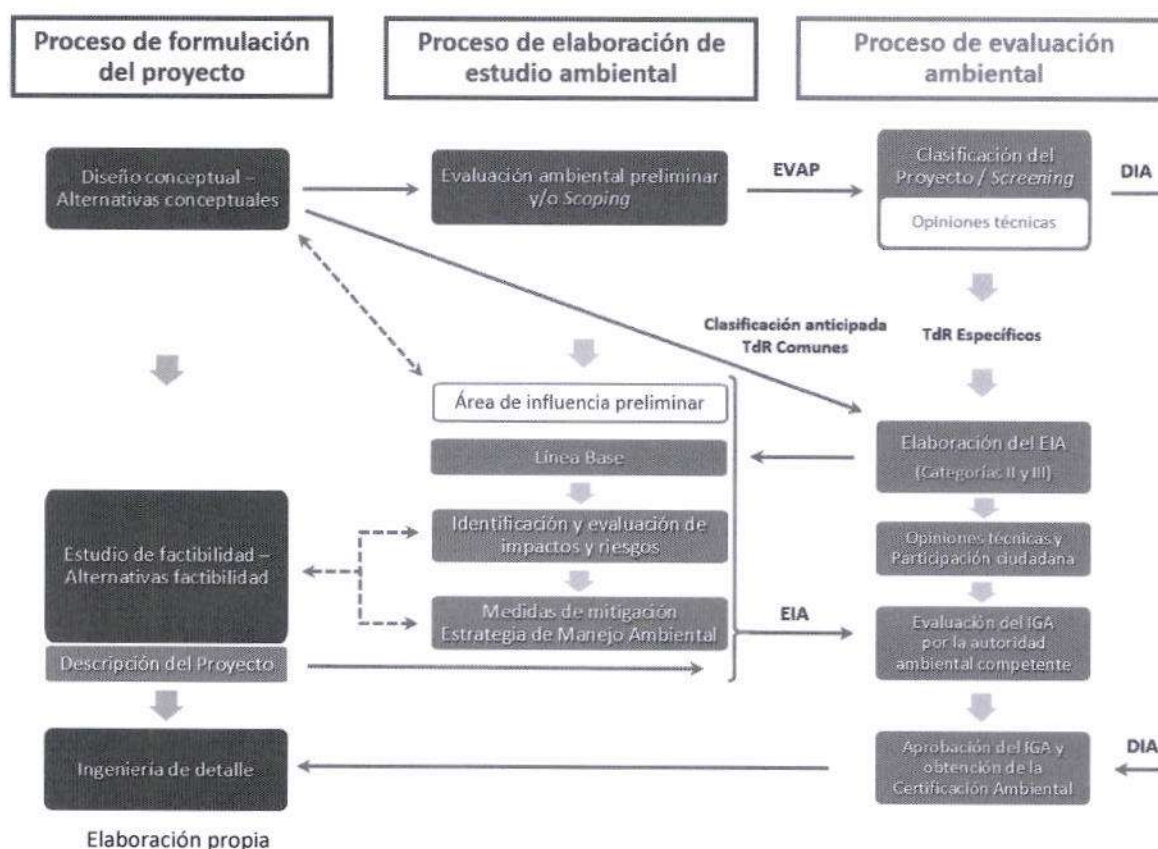 Proceso de formulación
del proyecto
Proceso de elaboración de
estudio ambiental
Proceso de evaluación
ambiental
Diseño conceptual –
Alternativas conceptuales
Evaluación ambiental preliminar
y/o Scoping
EVAP
Clasificación del
Proyecto / Screening
Opiniones técnicas
DIA
Clasificación anticipada
TdR Comunes
TdR Específicos
Área de influencia preliminar
Línea Base
Identificación y evaluación de
impactos y riesgos
Medidas de mitigación
Estrategia de Manejo Ambiental
Elaboración del EIA
(Categorías II y III)
Opiniones técnicas y
Participación ciudadana
EIA
Evaluación del IGA
por la autoridad
ambiental competente
Estudio de factibilidad –
Alternativas factibilidad
Descripción del Proyecto
Ingeniería de detalle
Aprobación del IGA y
obtención de la
Certificación Ambiental
DIA
Elaboración propia